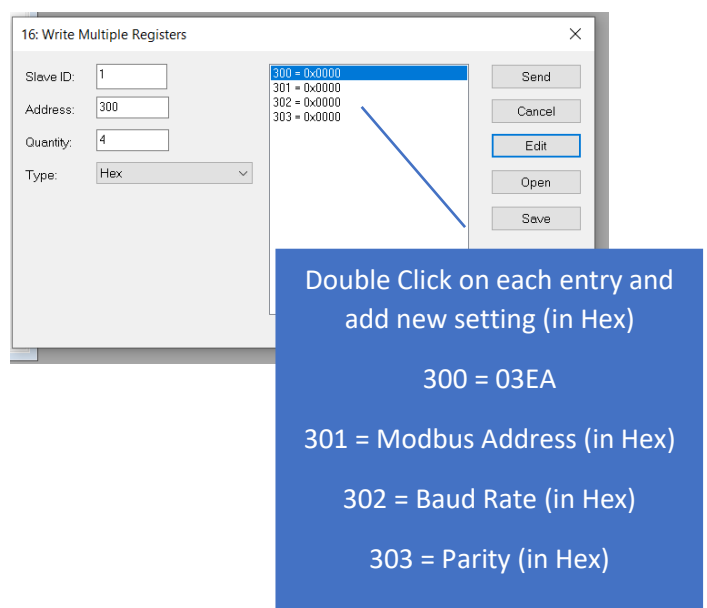 16: Write Multiple Registers
Slave ID: 1
Address: 300
Quantity: 4
Type: Hex
300 = 0x0000
301 = 0x0000
302 = 0x0000
303 = 0x0000
Send
Cancel
Edit
Open
Save
Double Click on each entry and
add new setting (in Hex)
300 = 03EA
301 = Modbus Address (in Hex)
302 = Baud Rate (in Hex)
303 = Parity (in Hex)